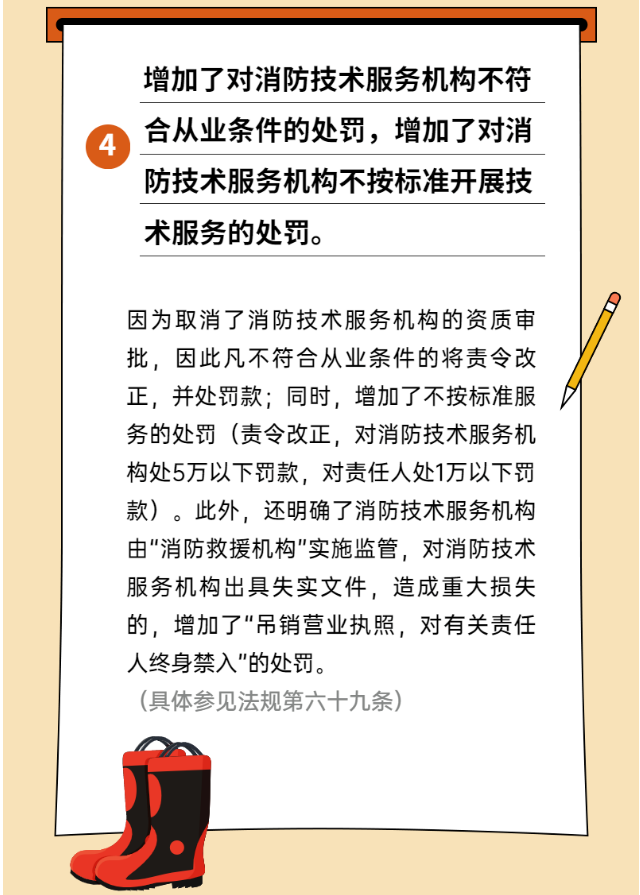 4
增加了对消防技术服务机构不符
合从业条件的处罚，增加了对消
防技术服务机构不按标准开展技
术服务的处罚。
因为取消了消防技术服务机构的资质审
批，因此凡不符合从业条件的将责令改
正，并处罚款；同时，增加了不按标准服
务的处罚（责令改正，对消防技术服务机
构处5万以下罚款，对责任人处1万以下罚
款）。此外，还明确了消防技术服务机构
由“消防救援机构”实施监管，对消防技术
服务机构出具失实文件，造成重大损失
的，增加了“吊销营业执照，对有关责任
人终身禁入”的处罚。
（具体参见法规第六十九条）